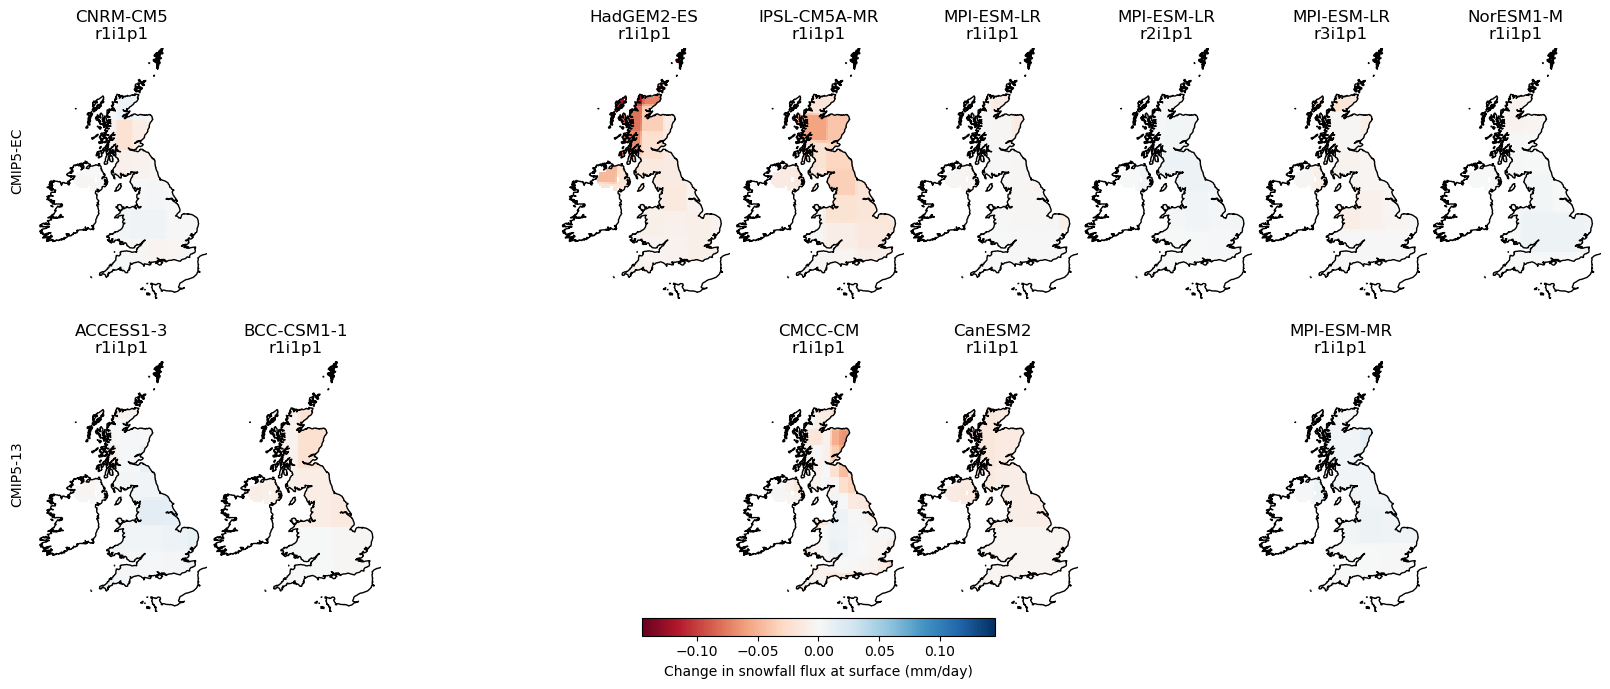 CNRM-CM5
r1i1p1
HadGEM2-ES
r1i1p1
IPSL-CM5A-MR
r1i1p1
MPI-ESM-LR
r1i1p1
MPI-ESM-LR
r2i1p1
MPI-ESM-LR
r3i1p1
NorESM1-M
r1i1p1
CMIP5-EC
ACCESS1-3
r1i1p1
BCC-CSM1-1
r1i1p1
CMCC-CM
r1i1p1
CanESM2
r1i1p1
MPI-ESM-MR
r1i1p1
CMIP5-13
−0.10 −0.05 0.00 0.05 0.10
Change in snowfall flux at surface (mm/day)